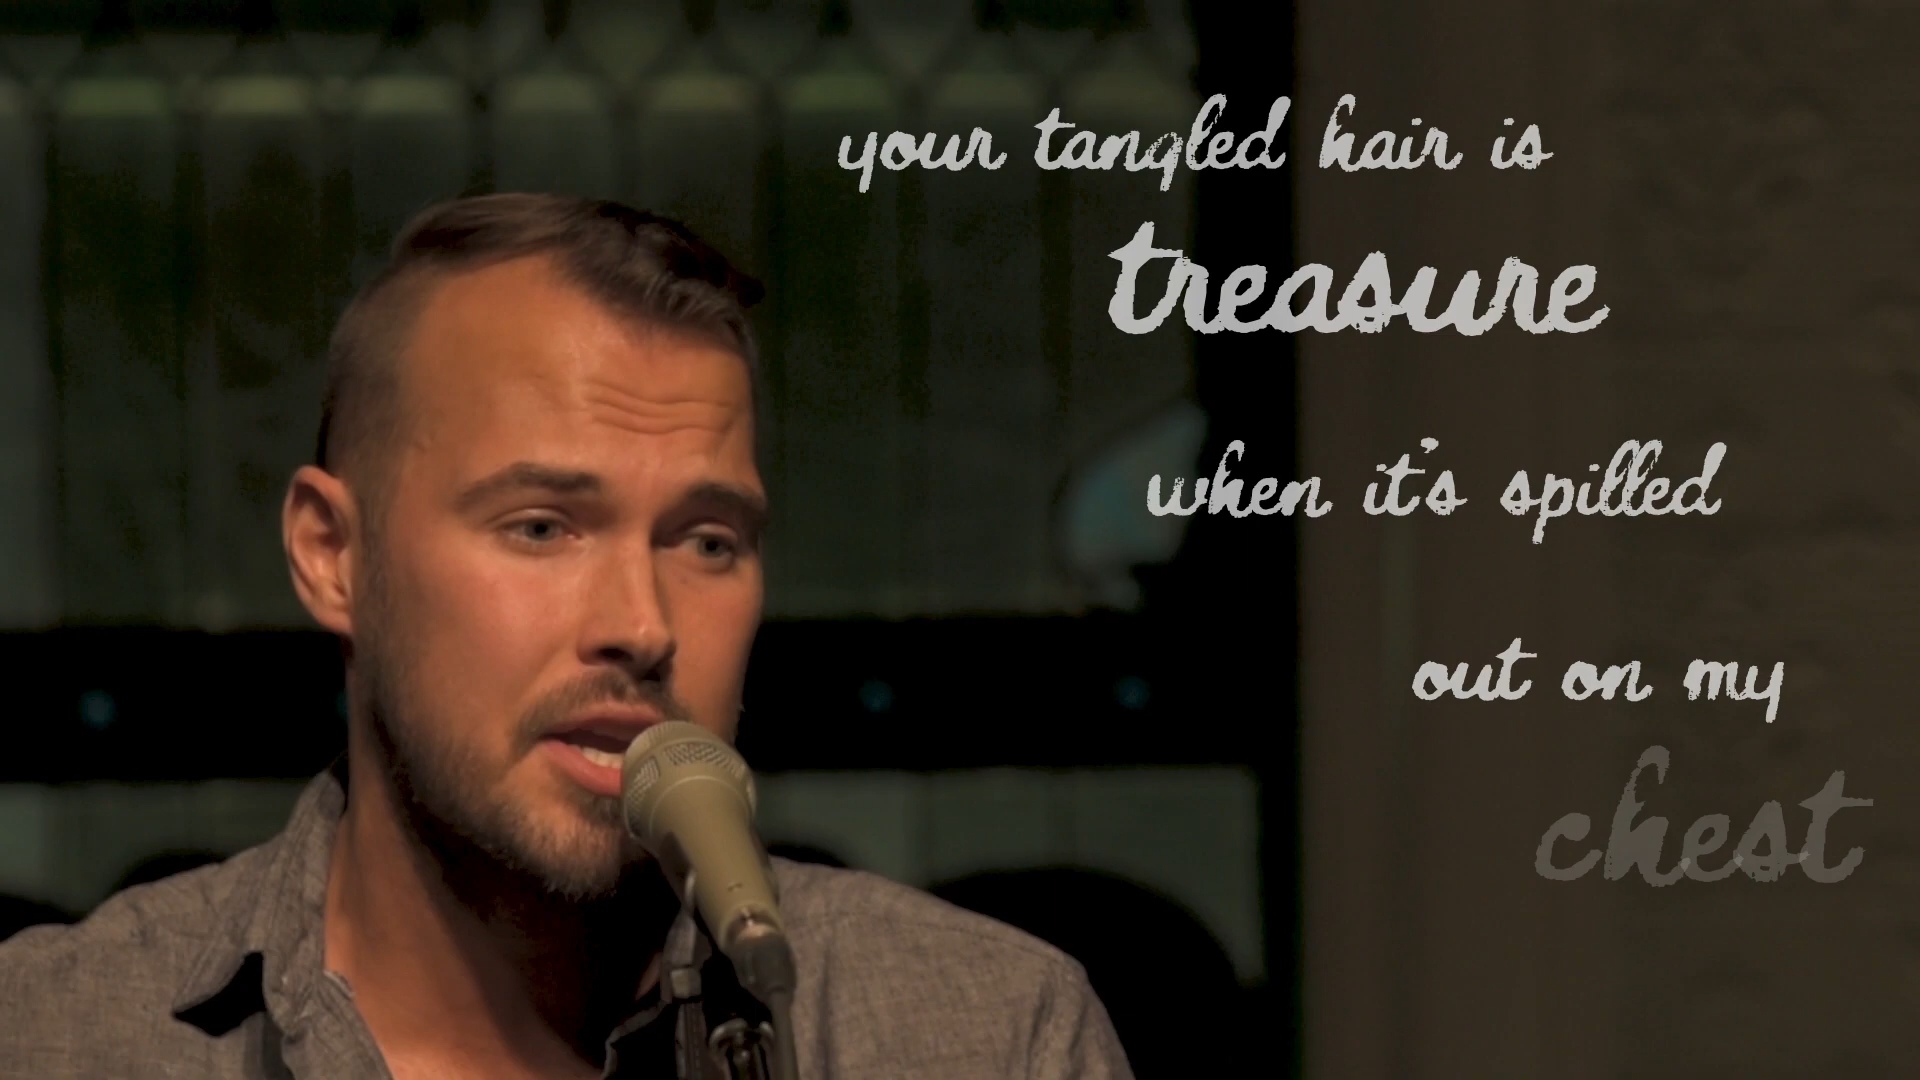 your tangled hair is
treasure
when it's spilled
out on my
chest